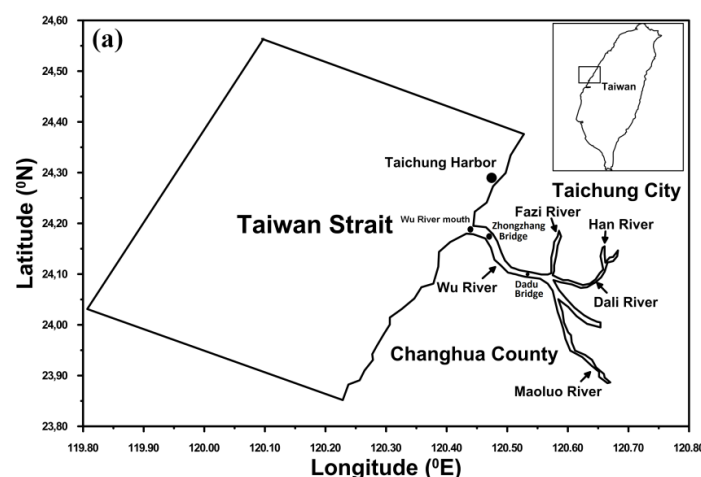 (a)
24,60
24,50
24,40
24,30
24,20
24,10
24,00
23,90
23,80
Latitude (⁰N)
Taiwan
Taichung Harbor
Taichung City
Fazi River
Han River
Wu River mouth
Zhongzhang
Bridge
Taiwan Strait
Wu River
Dadu
Bridge
Dali River
Changhua County
Maoluo River
119.80 119.90 120.00 120.10 120.20 120.30 120.40 120.50 120.60 120.70 120.80
Longitude (⁰E)